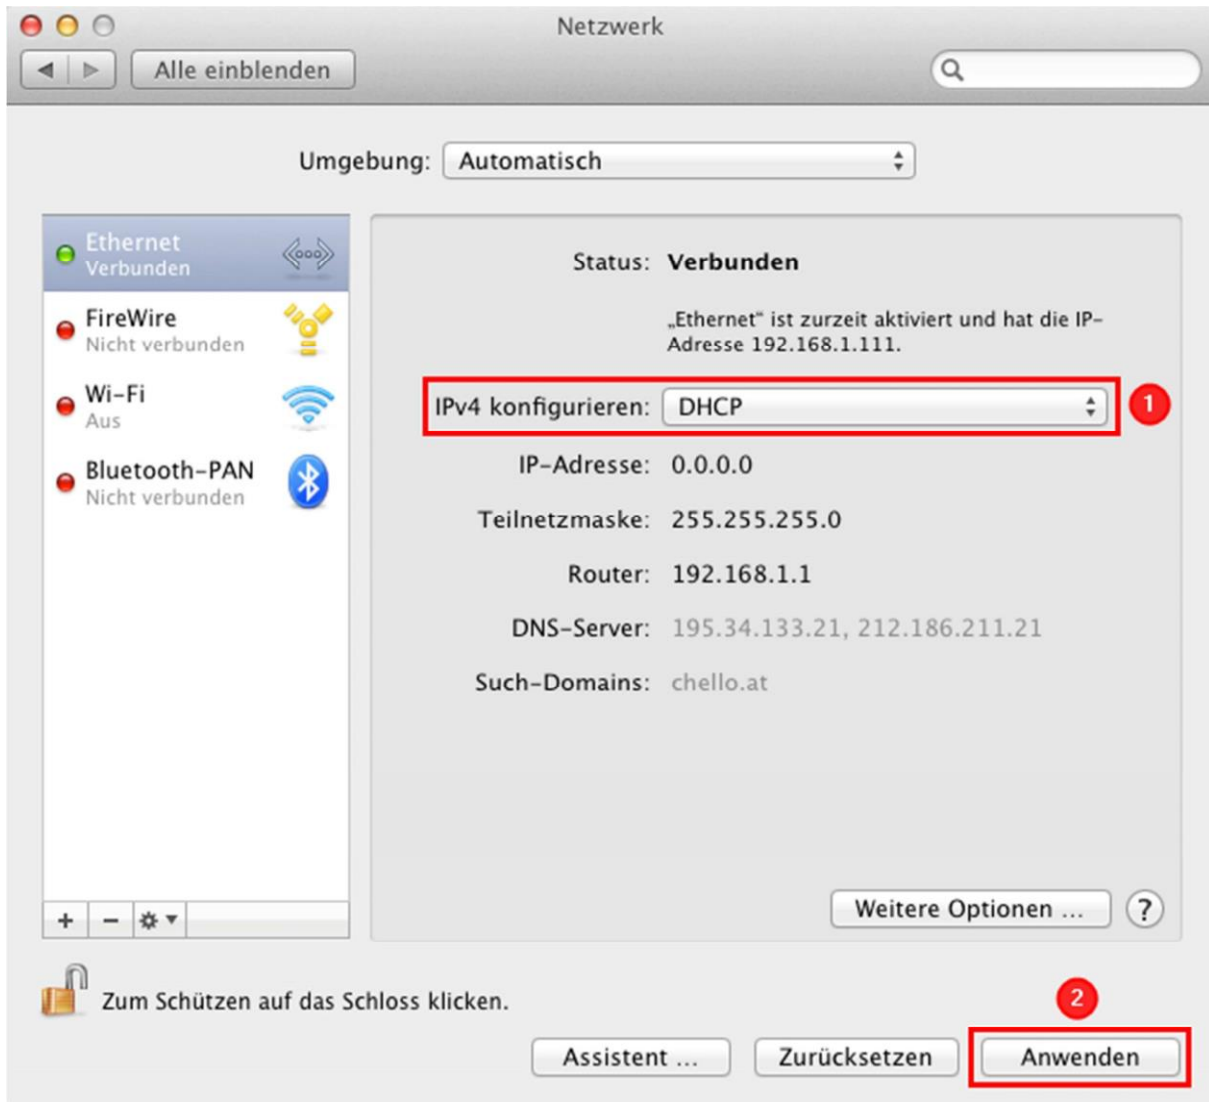 Netzwerk
Alle einblenden
Umgebung: Automatisch
Ethernet
Verbunden
FireWire
Nicht verbunden
Wi-Fi
Aus
Bluetooth-PAN
Nicht verbunden
Status: Verbunden
„Ethernet“ ist zurzeit aktiviert und hat die IP-
Adresse 192.168.1.111.
IPv4 konfigurieren: DHCP
1
IP-Adresse: 0.0.0.0
Teilnetzmaske: 255.255.255.0
Router: 192.168.1.1
DNS-Server: 195.34.133.21, 212.186.211.21
Such-Domains: chello.at
Weitere Optionen ... ?
+ −
Zum Schützen auf das Schloss klicken.
2
Assistent ... Zurücksetzen Anwenden